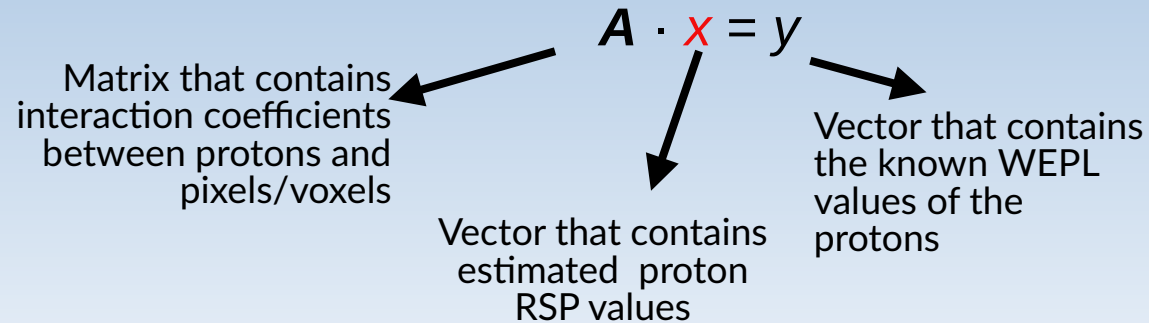 A · x = y
Matrix that contains
interaction coefficients
between protons and
pixels/voxels
Vector that contains
estimated proton
RSP values
Vector that contains
the known WEPL
values of the
protons